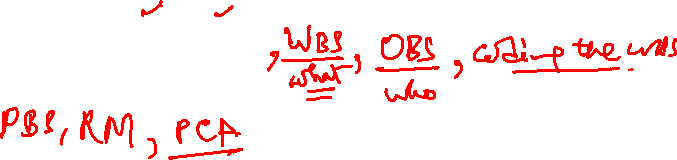 , WBS, OBS, coding the WBS
what who
PBS, RM, PCA